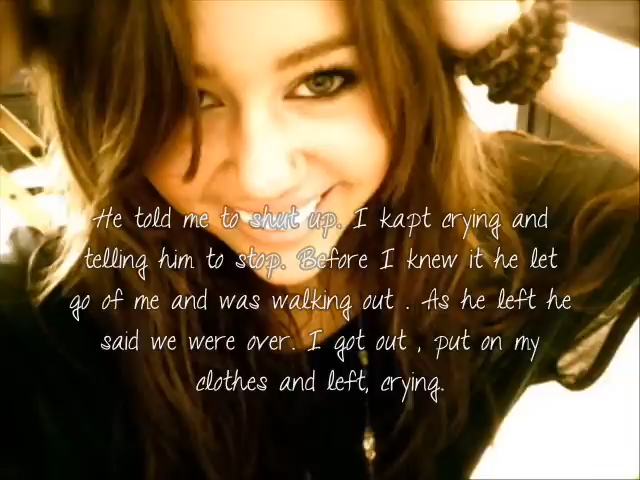 He told me to shut up. I kapt crying and
telling him to stop. Before I knew it he let
go of me and was walking out . As he left he
said we were over. I got out , put on my
clothes and left, crying.